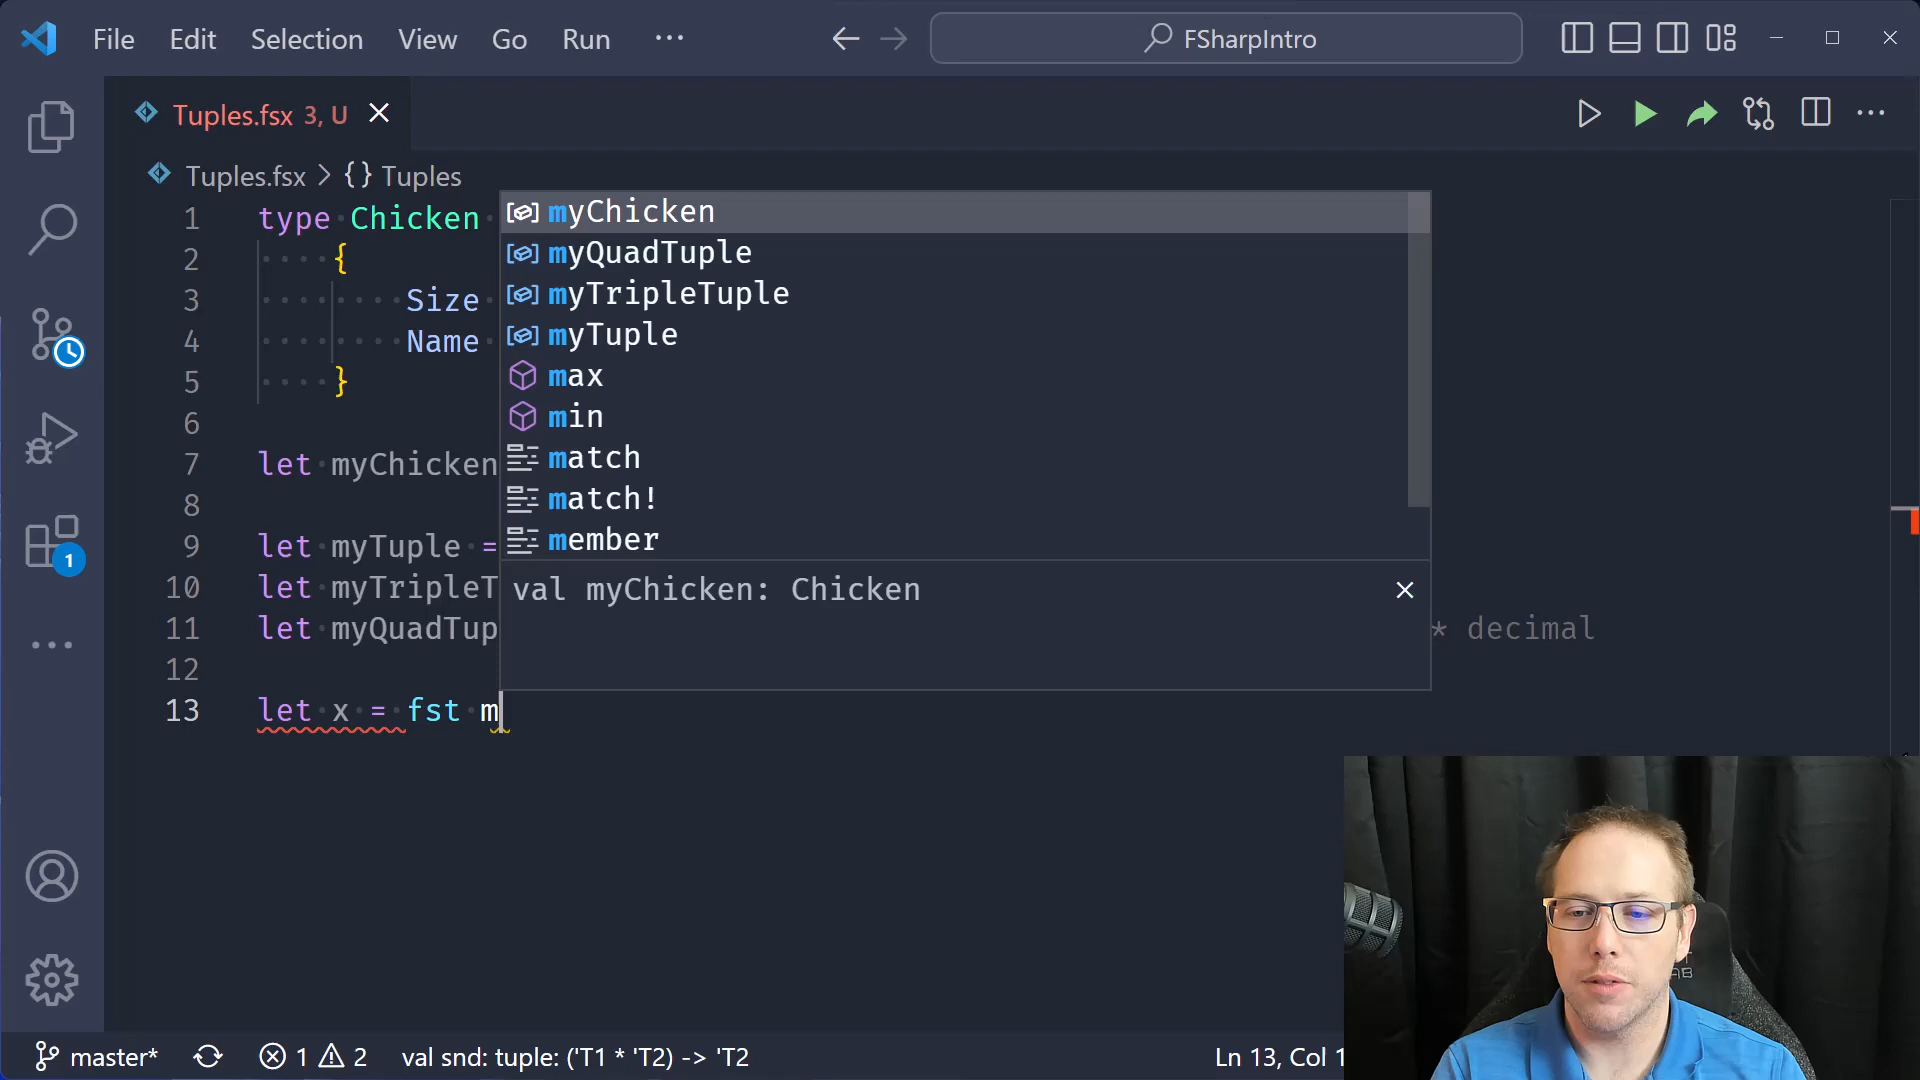 File Edit Selection View Go Run ··· FSharpIntro
Tuples.fsx 3, U
Tuples.fsx > {} Tuples
1 type Chicken
2 {
3 Size
4 Name
5 }
6
7 let myChicken
8
9 let myTuple =
10 let myTripleT
11 let myQuadTup * decimal
12
13 let x = fst m
myChicken
myQuadTuple
myTripleTuple
myTuple
max
min
match
match!
member
val myChicken: Chicken
1
master* 1 2 val snd: tuple: ('T1 * 'T2) -> 'T2 Ln 13, Col 1